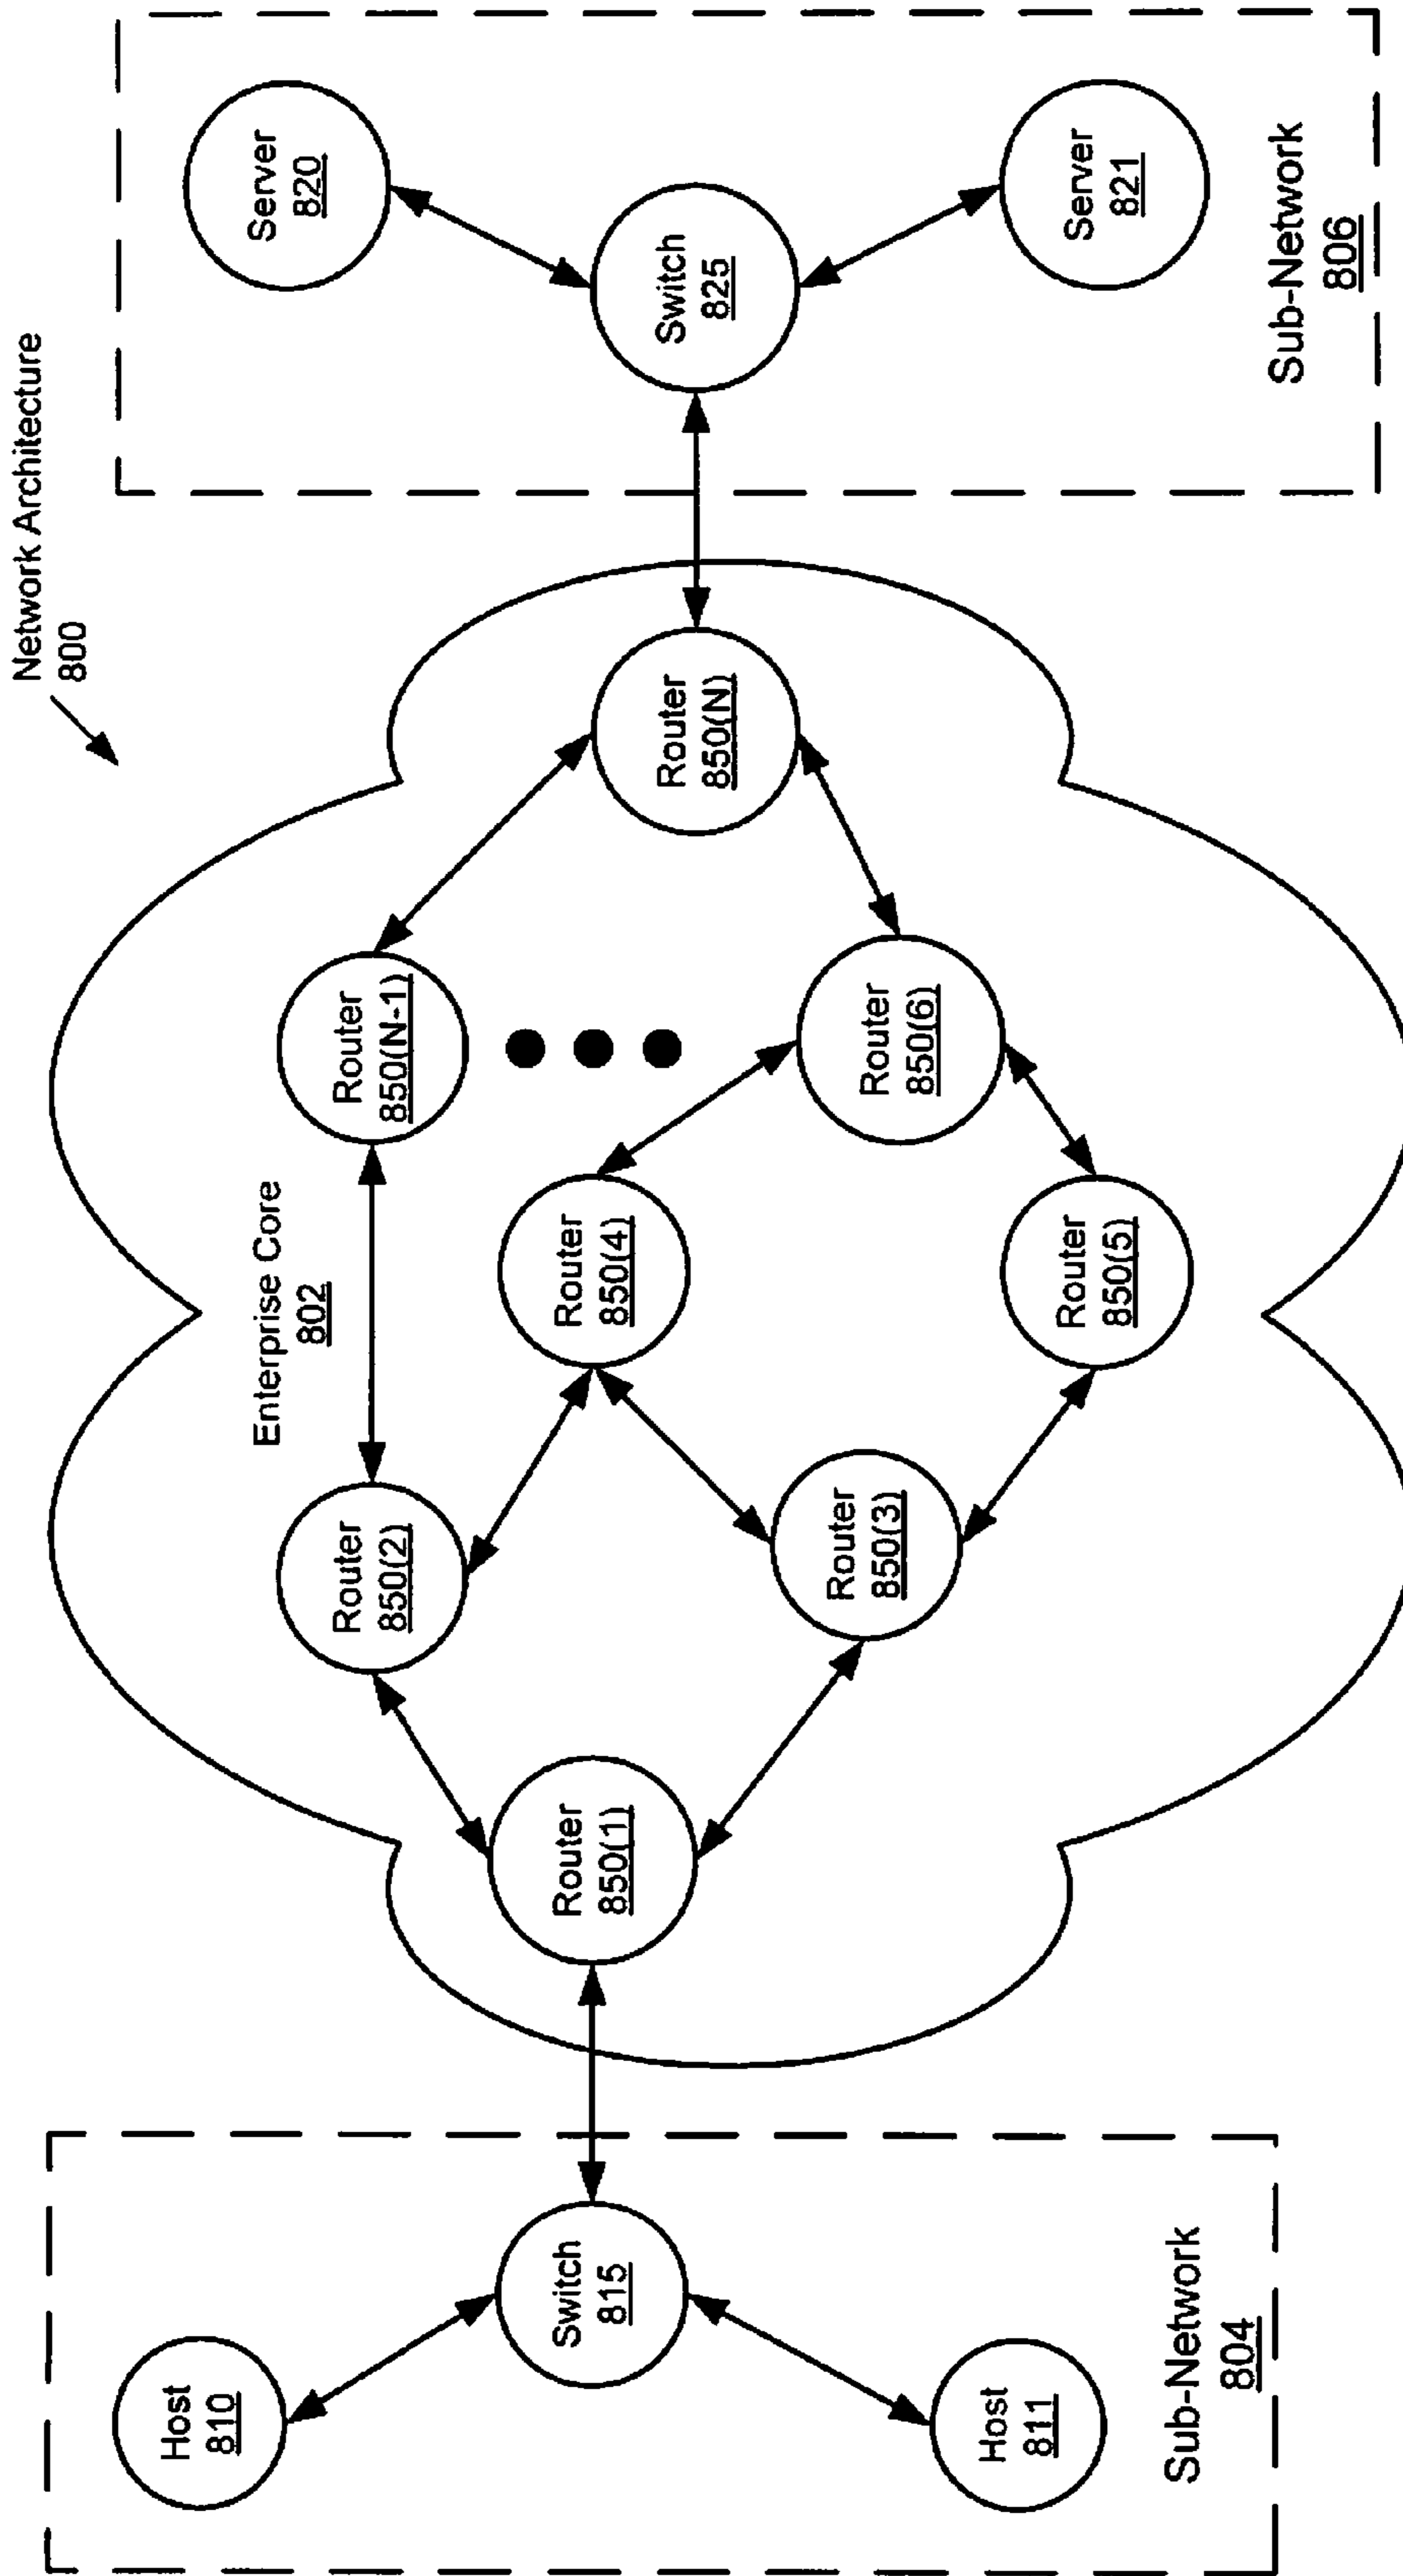 Network Architecture
800
Enterprise Core
802
Host
810
Host
811
Switch
815
Sub-Network
804
Router
850(1)
Router
850(2)
Router
850(3)
Router
850(4)
Router
850(5)
Router
850(6)
Router
850(N-1)
Router
850(N)
Server
820
Switch
825
Server
821
Sub-Network
806